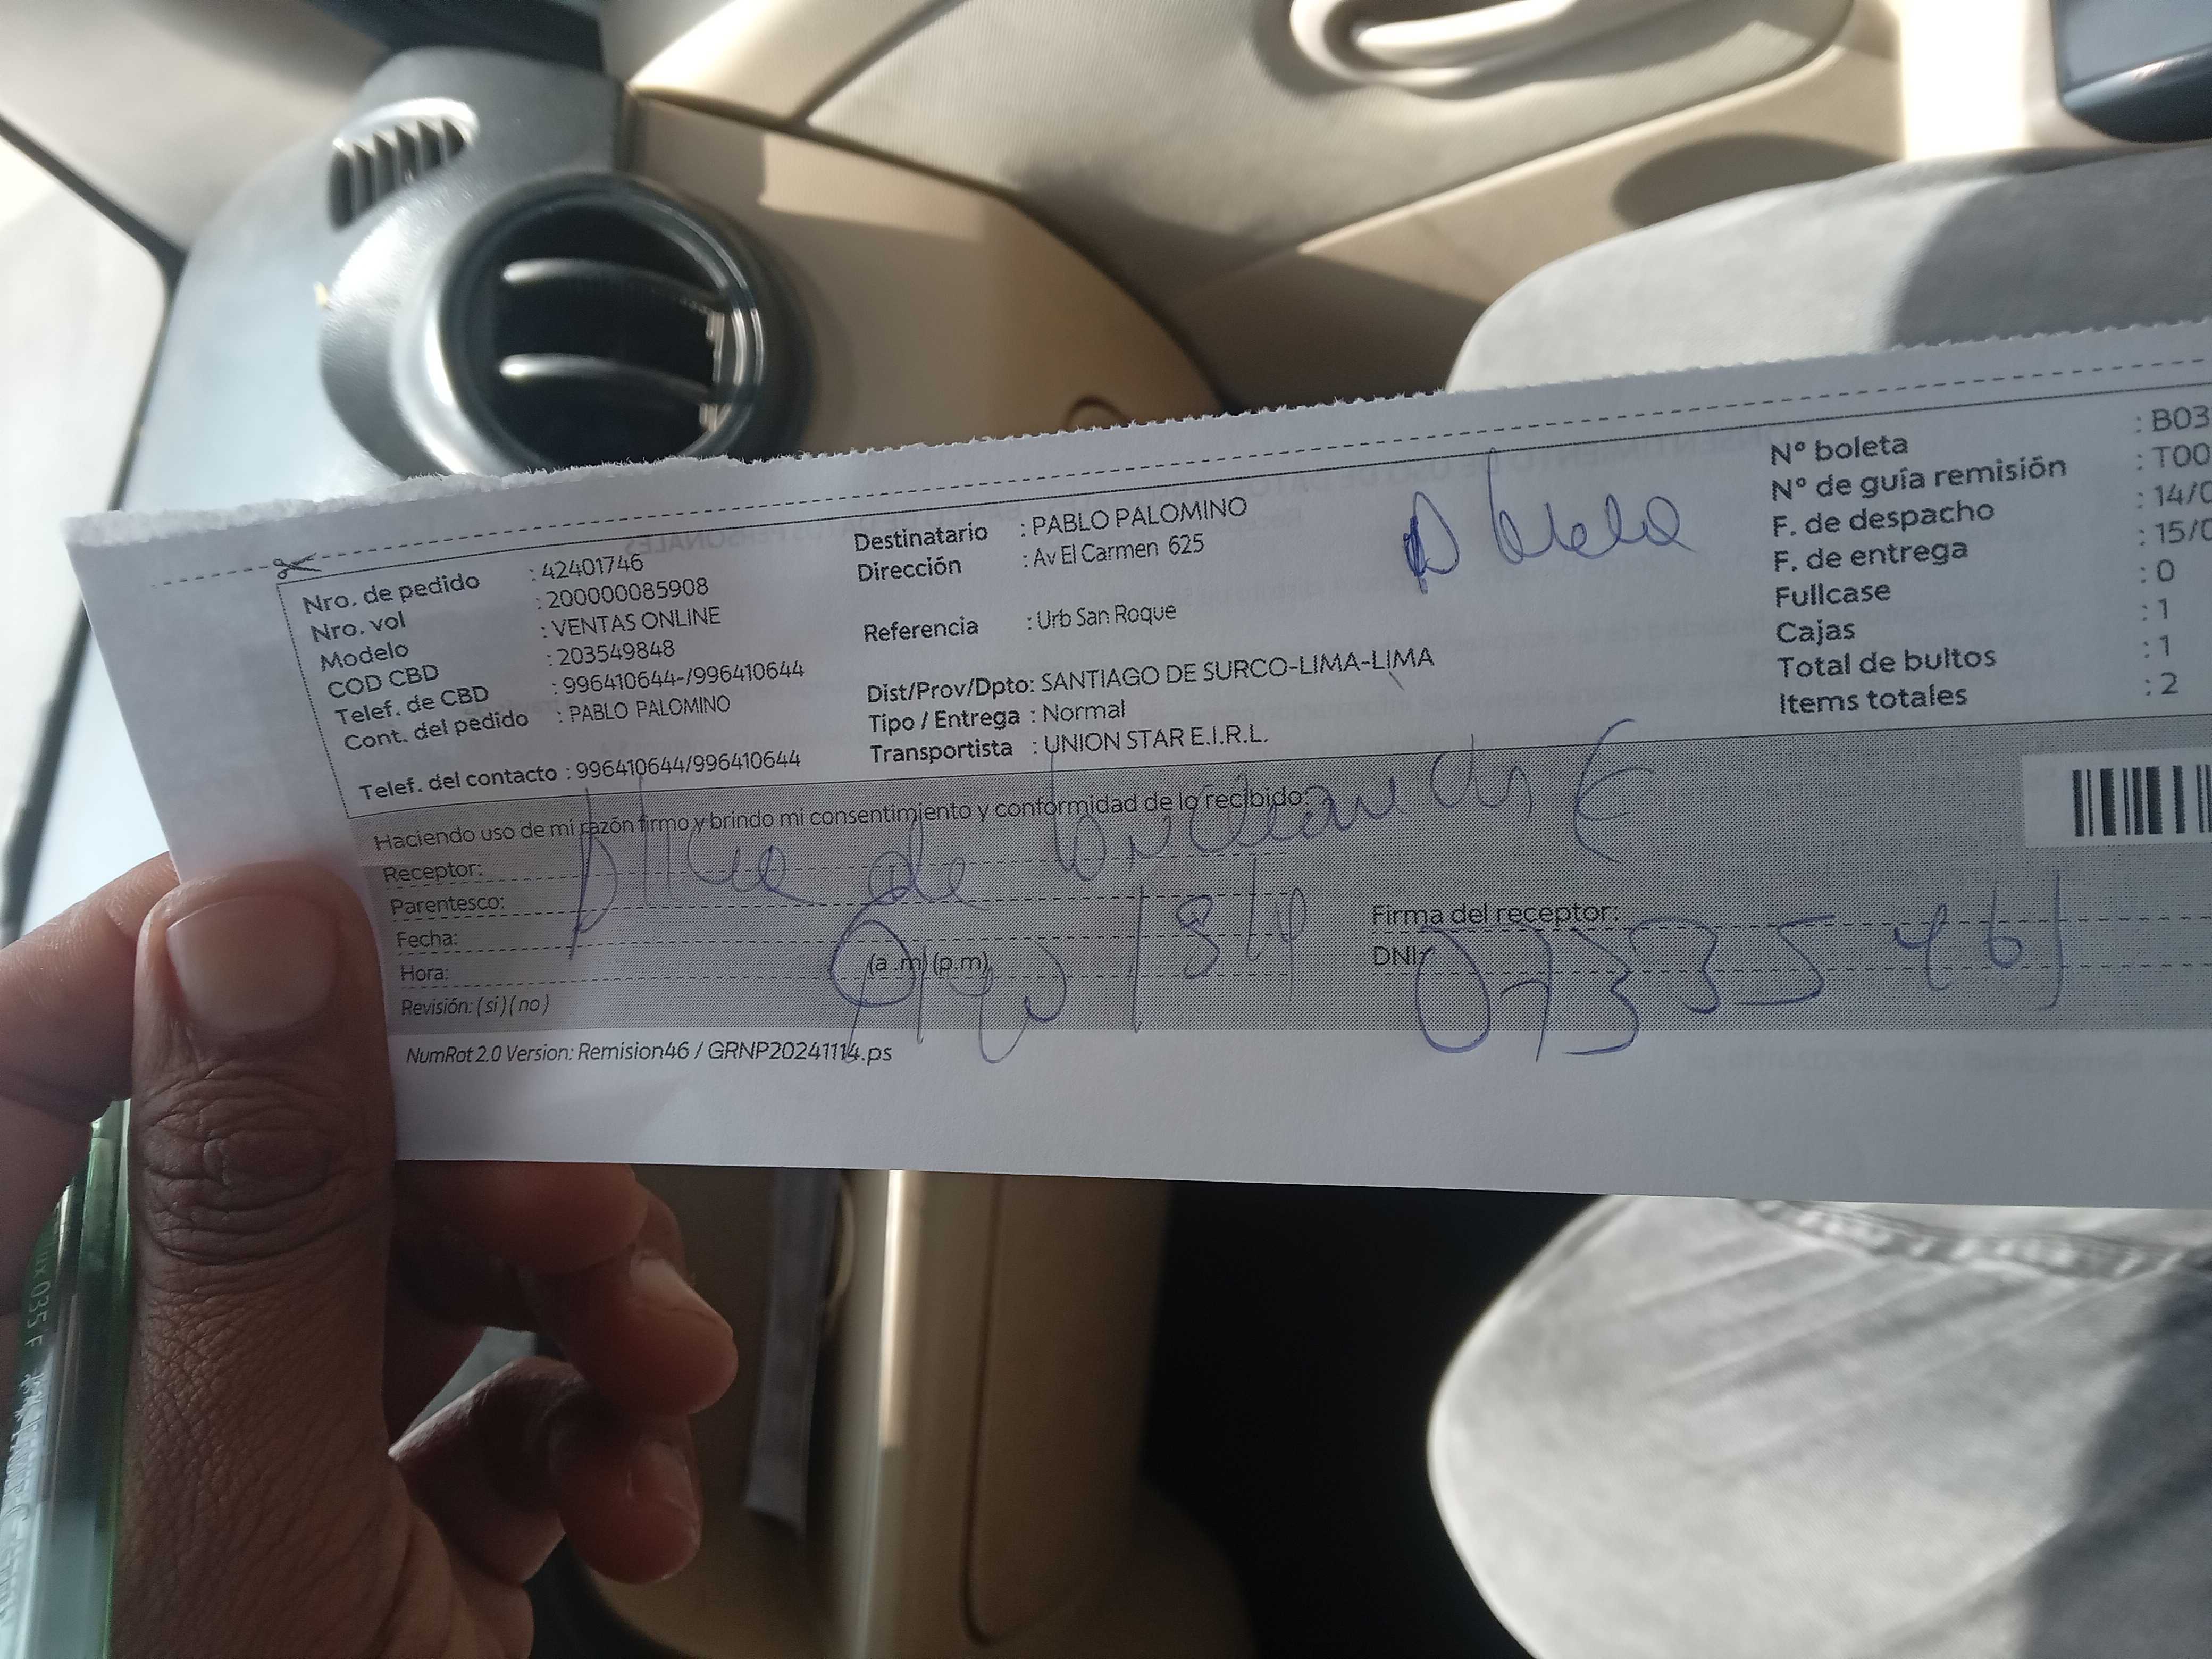 Nro. de pedido : 42401746
Nro. vol : 200000085908
Modelo : VENTAS ONLINE
COD CBD : 203549848
Telef. de CBD : 996410644-/996410644
Cont. del pedido : PABLO PALOMINO
Telef. del contacto : 996410644/996410644
Destinatario : PABLO PALOMINO
Dirección : Av El Carmen 625
Referencia : Urb San Roque
Dist/Prov/Dpto: SANTIAGO DE SURCO-LIMA-LIMA
Tipo / Entrega : Normal
Transportista : UNION STAR E.I.R.L.
N° boleta : B03
N° de guía remisión : T00
F. de despacho : 14/0
F. de entrega : 15/0
Fullcase : 0
Cajas : 1
Total de bultos : 1
Items totales : 2
Haciendo uso de mi razón firmo y brindo mi consentimiento y conformidad de lo recibido:
Receptor:
Parentesco:
Fecha:
Hora: (a .m) (p.m)
Revisión: (si) (no)
Firma del receptor:
DNI:
NumRot 2.0 Version: Remision46 / GRNP20241114.ps